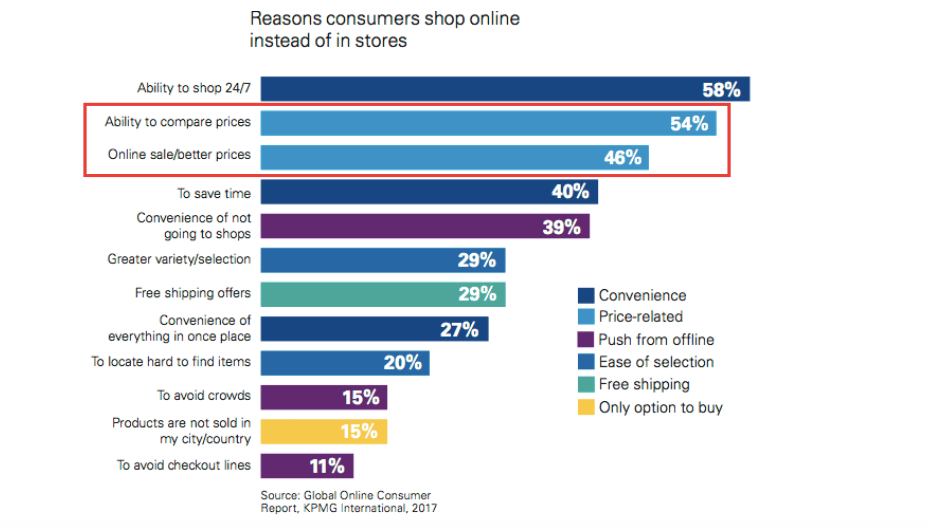 Reasons consumers shop online
instead of in stores
Ability to shop 24/7
58%
Ability to compare prices
54%
Online sale/better prices
46%
To save time
40%
Convenience of not
going to shops
39%
Greater variety/selection
29%
Free shipping offers
29%
Convenience of
everything in once place
27%
To locate hard to find items
20%
To avoid crowds
15%
Products are not sold in
my city/country
15%
To avoid checkout lines
11%
Convenience
Price-related
Push from offline
Ease of selection
Free shipping
Only option to buy
Source: Global Online Consumer
Report, KPMG International, 2017